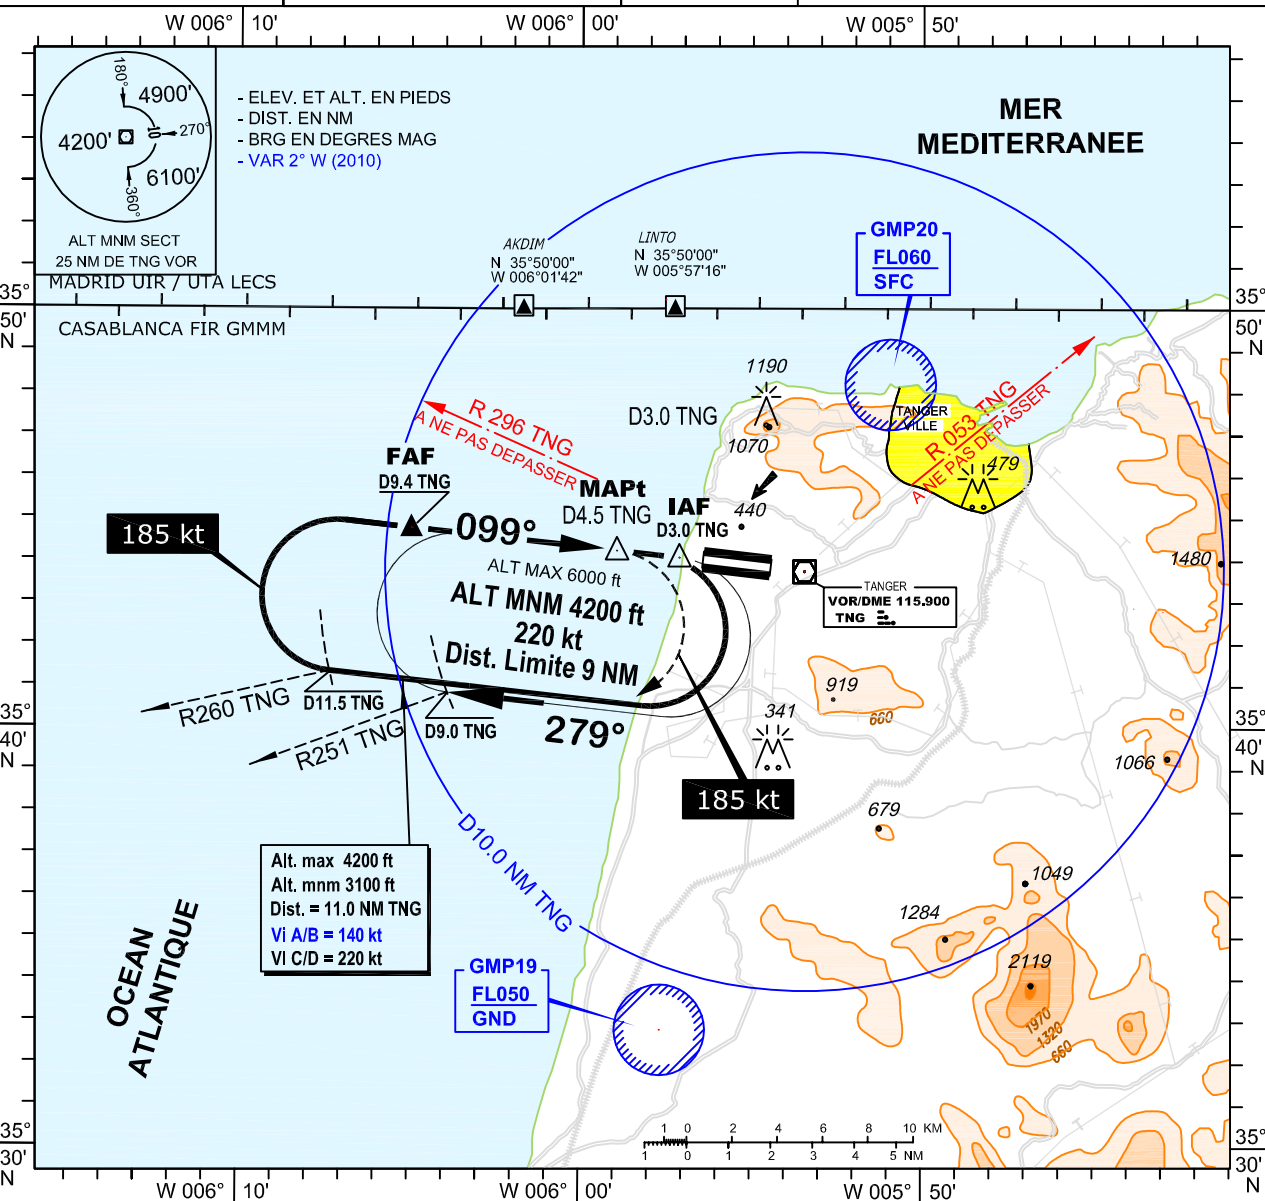 W 006° 10'
W 006° 00'
W 005° 50'
180°
4900'
4200'
10
270°
6100'
360°
ALT MNM SECT
25 NM DE TNG VOR
- ELEV. ET ALT. EN PIEDS
- DIST. EN NM
- BRG EN DEGRES MAG
- VAR 2° W (2010)
MER
MEDITERRANEE
MADRID UIR / UTA LECS
CASABLANCA FIR GMMM
35°
50'
N
35°
50'
N
AKDIM
N 35°50'00"
W 006°01'42"
LINTO
N 35°50'00"
W 005°57'16"
GMP20
FL060
SFC
1190
D3.0 TNG
1070
TANGER
VILLE
R 053 TNG
A NE PAS DEPASSER
479
R 296 TNG
A NE PAS DEPASSER
FAF
D9.4 TNG
MAPt
D4.5 TNG
IAF
D3.0 TNG
440
185 kt
099°
ALT MAX 6000 ft
ALT MNM 4200 ft
220 kt
Dist. Limite 9 NM
1480
TANGER
VOR/DME 115.900
TNG
R260 TNG
D11.5 TNG
R251 TNG
D9.0 TNG
279°
919
660
341
35°
40'
N
35°
40'
N
1066
185 kt
679
D10.0 NM TNG
Alt. max 4200 ft
Alt. mnm 3100 ft
Dist. = 11.0 NM TNG
Vi A/B = 140 kt
VI C/D = 220 kt
1049
1284
2119
1970
1320
660
OCEAN
ATLANTIQUE
GMP19
FL050
GND
1 0 2 4 6 8 10 KM
1 0 1 2 3 4 5 NM
35°
30'
N
35°
30'
N
W 006° 10'
W 006° 00'
W 005° 50'